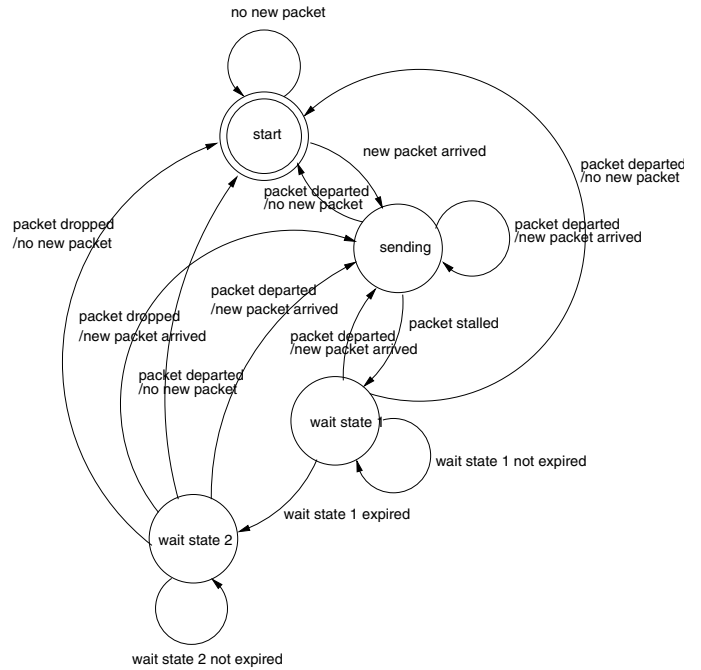 no new packet
start
new packet arrived
packet departed
/no new packet
packet departed
/no new packet
packet dropped
/no new packet
sending
packet departed
/new packet arrived
packet departed
/new packet arrived
packet dropped
/new packet arrived
packet stalled
packet departed
/new packet arrived
packet departed
/no new packet
wait state 1
wait state 1 not expired
wait state 1 expired
wait state 2
wait state 2 not expired